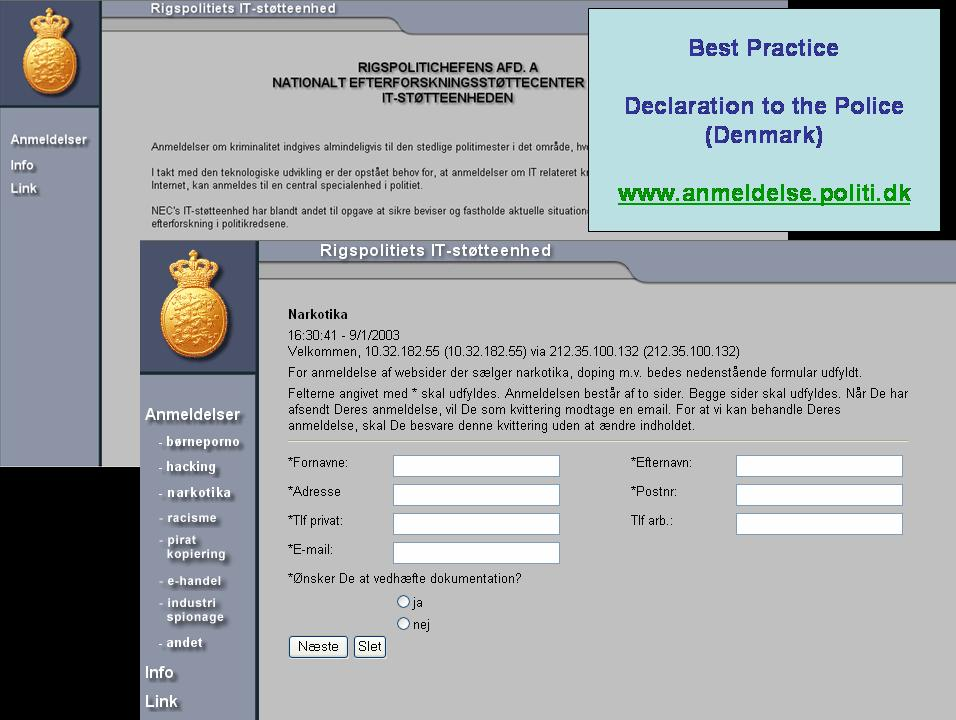 Rigspolitiets IT-støtteenhed
Anmeldelser
Info
Link
RIGSPOLITICHEFENS AFD. A
NATIONALT EFTERFORSKNINGSSTØTTECENTER
IT-STØTTEENHEDEN
Anmeldelser om kriminalitet indgives almindeligvis til den stedlige politimester i det område,
I takt med den teknologiske udvikling er der opstået behov for, at anmeldelser om IT relateret
Internet, kan anmeldes til en central specialenhed i politiet.
NEC's IT-støtteenhed har blandt andet til opgave at sikre beviser og fastholde aktuelle
efterforskning i politikredsene.
Best Practice
Declaration to the Police
(Denmark)
www.anmeldelse.politi.dk
Rigspolitiets IT-støtteenhed
Anmeldelser
- børneporno
- hacking
- narkotika
- racisme
- pirat
kopiering
- e-handel
- industri
spionage
- andet
Info
Link
Narkotika
16:30:41 - 9/1/2003
Velkommen, 10.32.182.55 (10.32.182.55) via 212.35.100.132 (212.35.100.132)
For anmeldelse af websider der sælger narkotika, doping m.v. bedes nedenstående formular udfyldt.
Felterne angivet med * skal udfyldes. Anmeldelsen består af to sider. Begge sider skal udfyldes. Når De har
afsendt Deres anmeldelse, vil De som kvittering modtage en email. For at vi kan behandle Deres
anmeldelse, skal De besvare denne kvittering uden at ændre indholdet.
*Fornavne: *Efternavn:
*Adresse *Postnr:
*Tlf privat: Tlf arb.:
*E-mail:
*Ønsker De at vedhæfte dokumentation?
ja
nej
Næste Slet